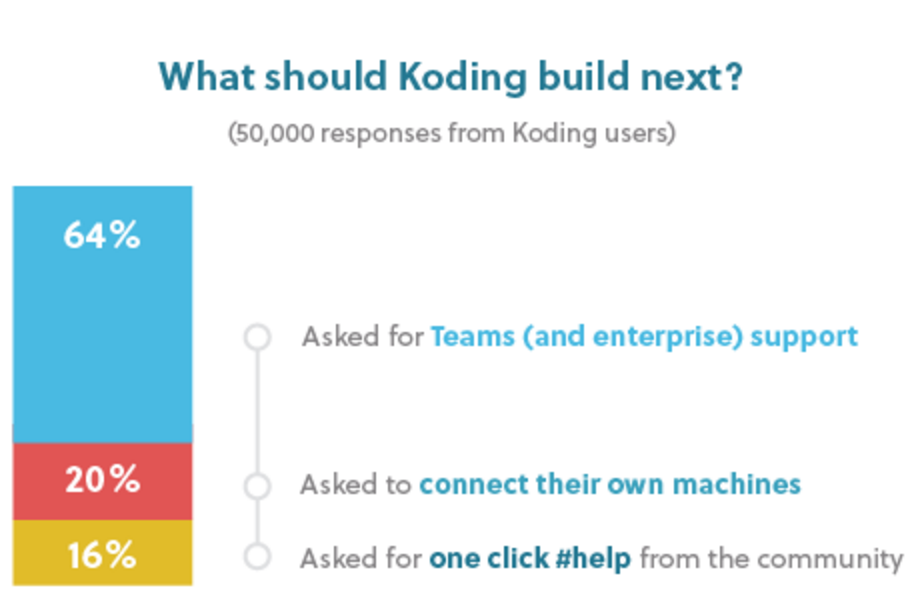 What should Koding build next?
(50,000 responses from Koding users)
64%
Asked for Teams (and enterprise) support
20%
Asked to connect their own machines
16%
Asked for one click #help from the community